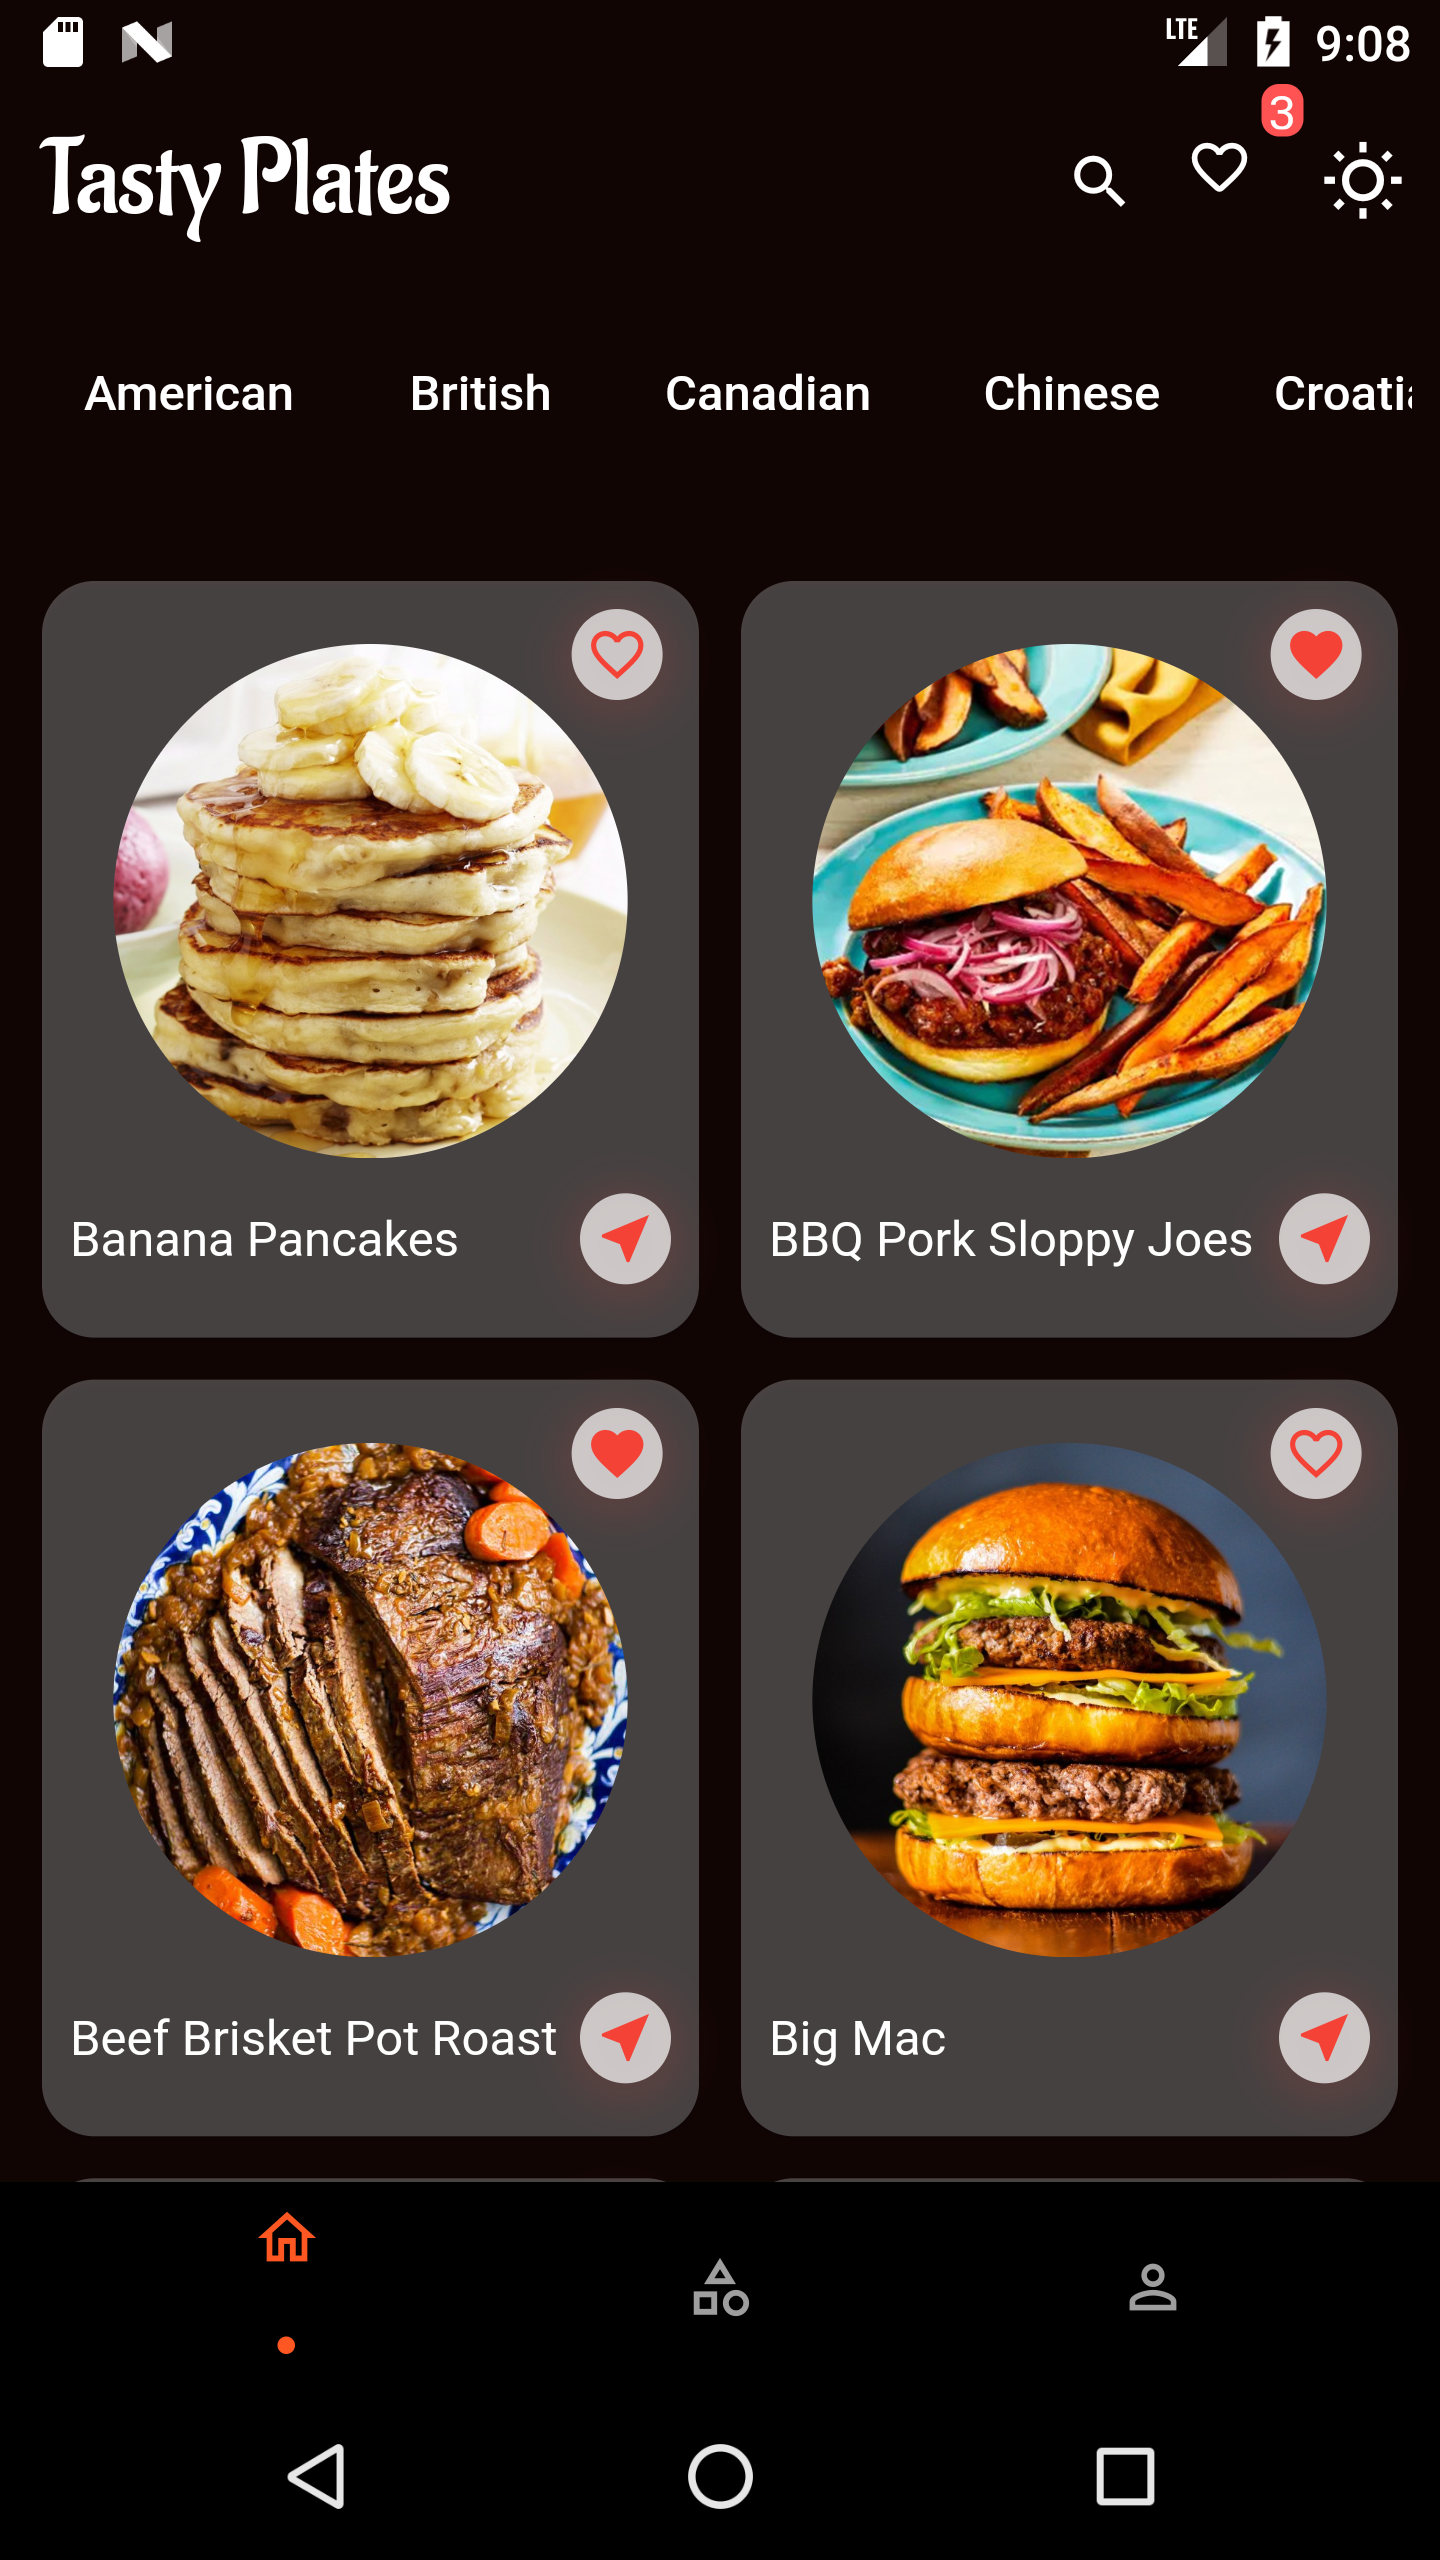 LTE 9:08
3
Tasty Plates
American British Canadian Chinese Croati
Banana Pancakes
BBQ Pork Sloppy Joes
Beef Brisket Pot Roast
Big Mac